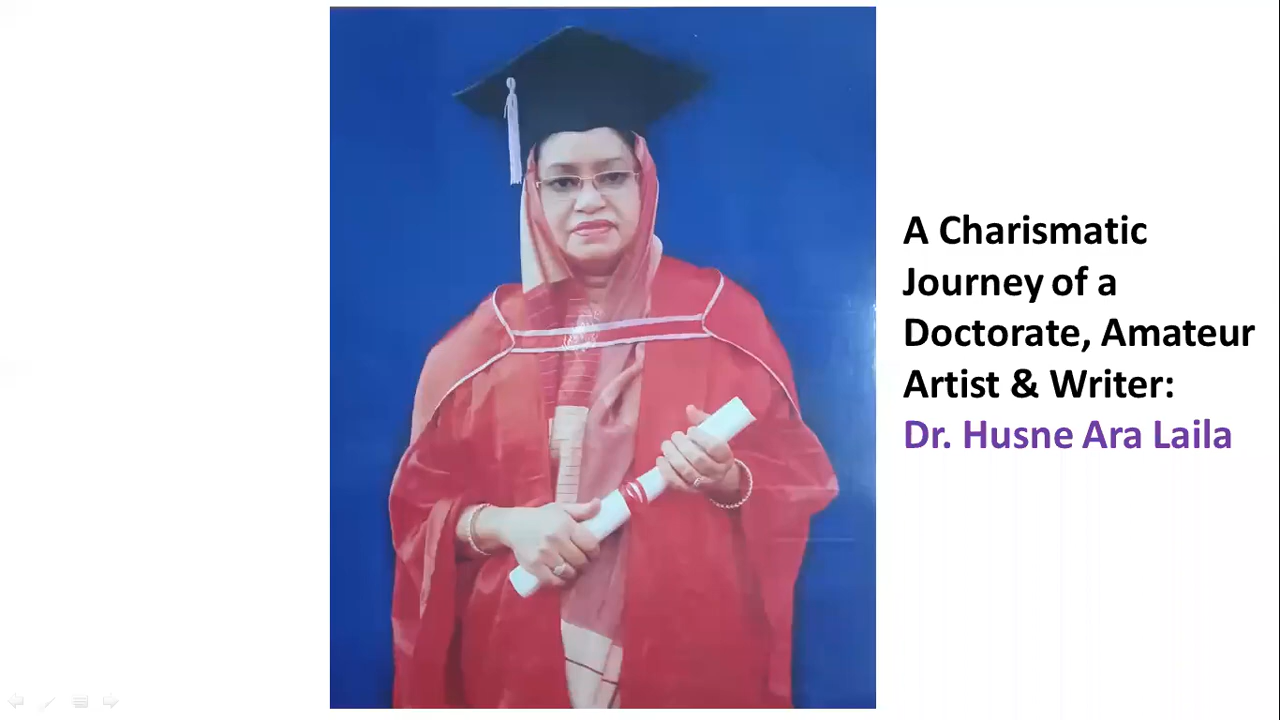 A Charismatic
Journey of a
Doctorate, Amateur
Artist & Writer:
Dr. Husne Ara Laila